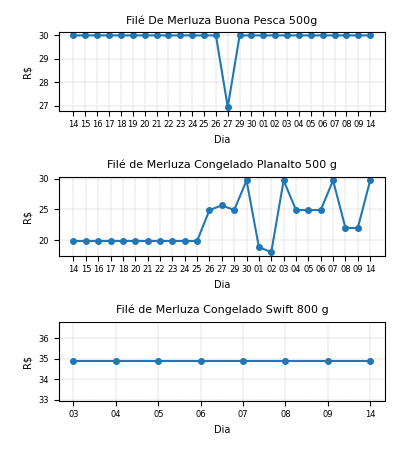 Filé De Merluza Buona Pesca 500g
30
29
28
27
R$
14 15 16 17 18 19 20 21 22 23 24 25 26 27 29 30 01 02 03 04 05 06 07 08 09 14
Dia
Filé de Merluza Congelado Planalto 500 g
30
25
20
R$
14 15 16 17 18 20 21 22 23 24 25 26 27 29 30 01 02 03 04 05 06 07 08 09 14
Dia
Filé de Merluza Congelado Swift 800 g
36
35
34
33
R$
03 04 05 06 07 08 09 14
Dia